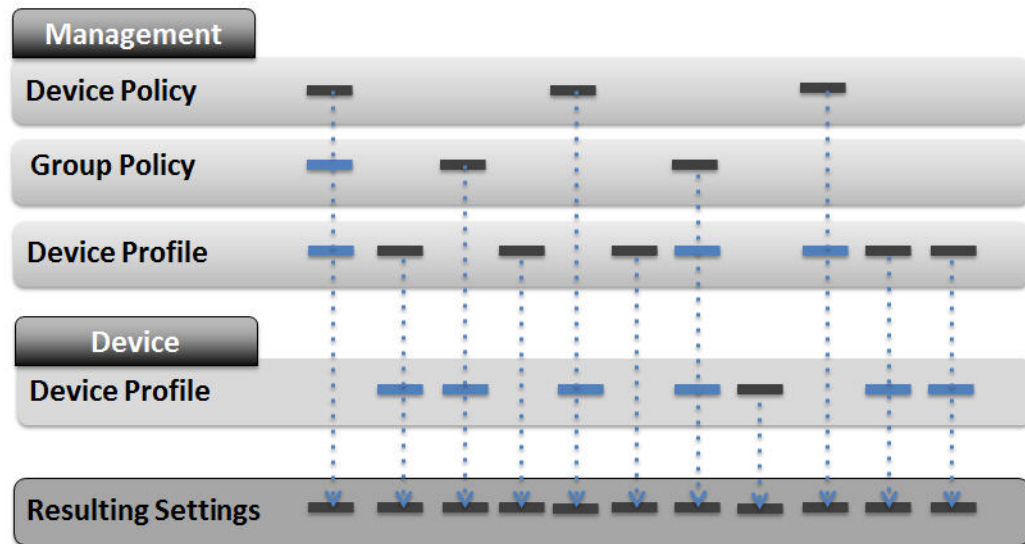 Management
Device Policy
Group Policy
Device Profile
Device
Device Profile
Resulting Settings